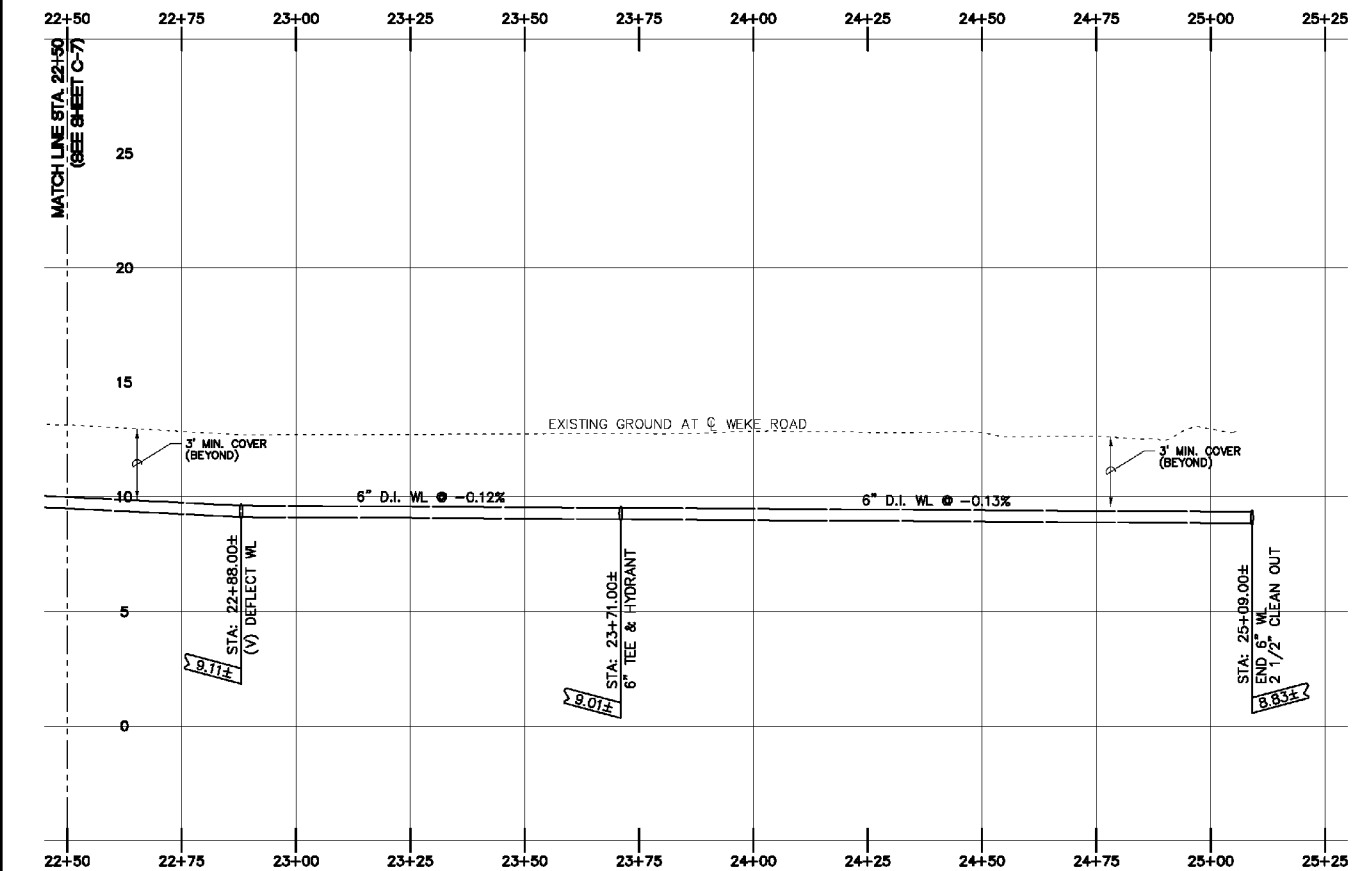 22+50 22+75 23+00 23+25 23+50 23+75 24+00 24+25 24+50 24+75 25+00 25+25
MATCH LINE STA. 22+50
(SEE SHEET C-7)
25
20
15
EXISTING GROUND AT ℄ WEKE ROAD
3' MIN. COVER
(BEYOND)
3' MIN. COVER
(BEYOND)
10
6" D.I. WL @ -0.12%
6" D.I. WL @ -0.13%
STA: 22+88.00±
(V) DEFLECT WL
9.11±
STA: 23+71.00±
6" TEE & HYDRANT
9.01±
STA: 25+09.00±
END 6" WL
2 1/2" CLEAN OUT
8.83±
5
0
22+50 22+75 23+00 23+25 23+50 23+75 24+00 24+25 24+50 24+75 25+00 25+25